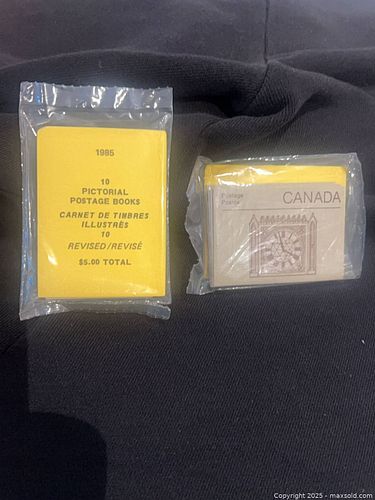 1985
10
PICTORIAL
POSTAGE BOOKS
CARNET DE TIMBRES
ILLUSTRÉS
10
REVISED/REVISÉ
$5.00 TOTAL
Postage
Postes
CANADA
Copyright 2025 - maxsold.com